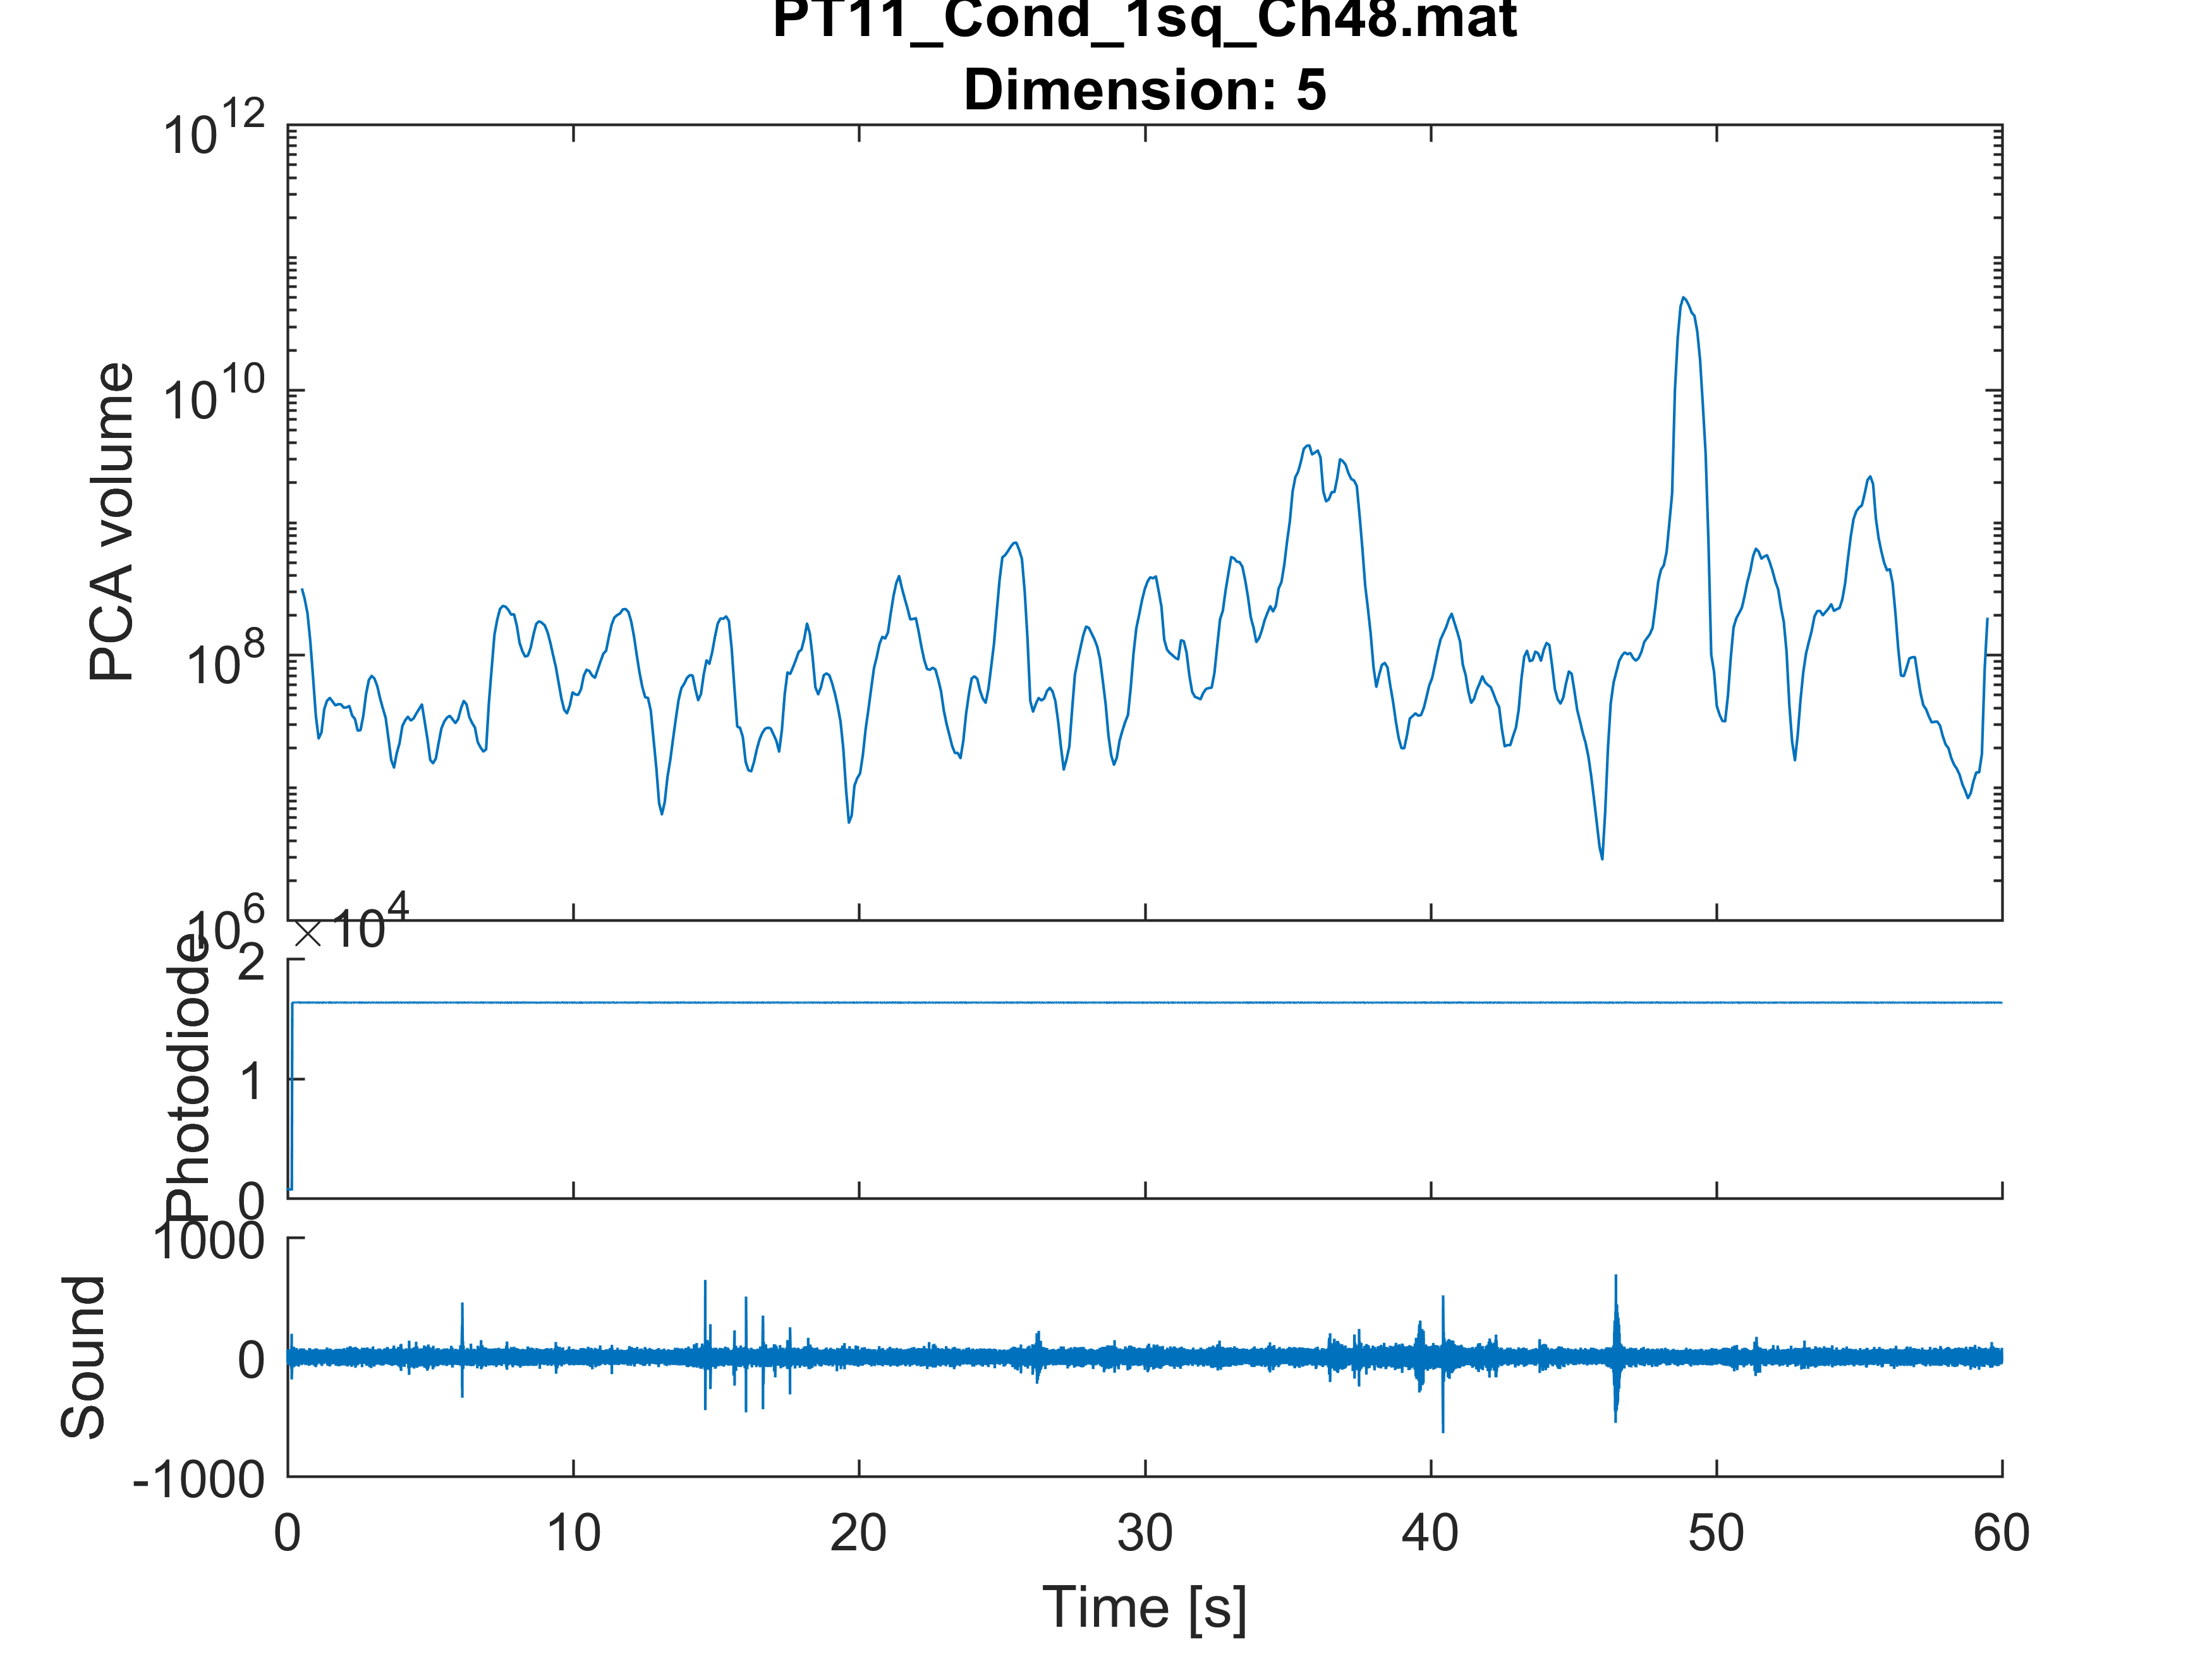 PT11_Cond_1sq_Ch48.mat
Dimension: 5
PCA volume
10^12
10^10
10^8
10^6
× 10^4
Photodiode
2
1
0
Sound
1000
0
-1000
0 10 20 30 40 50 60
Time [s]